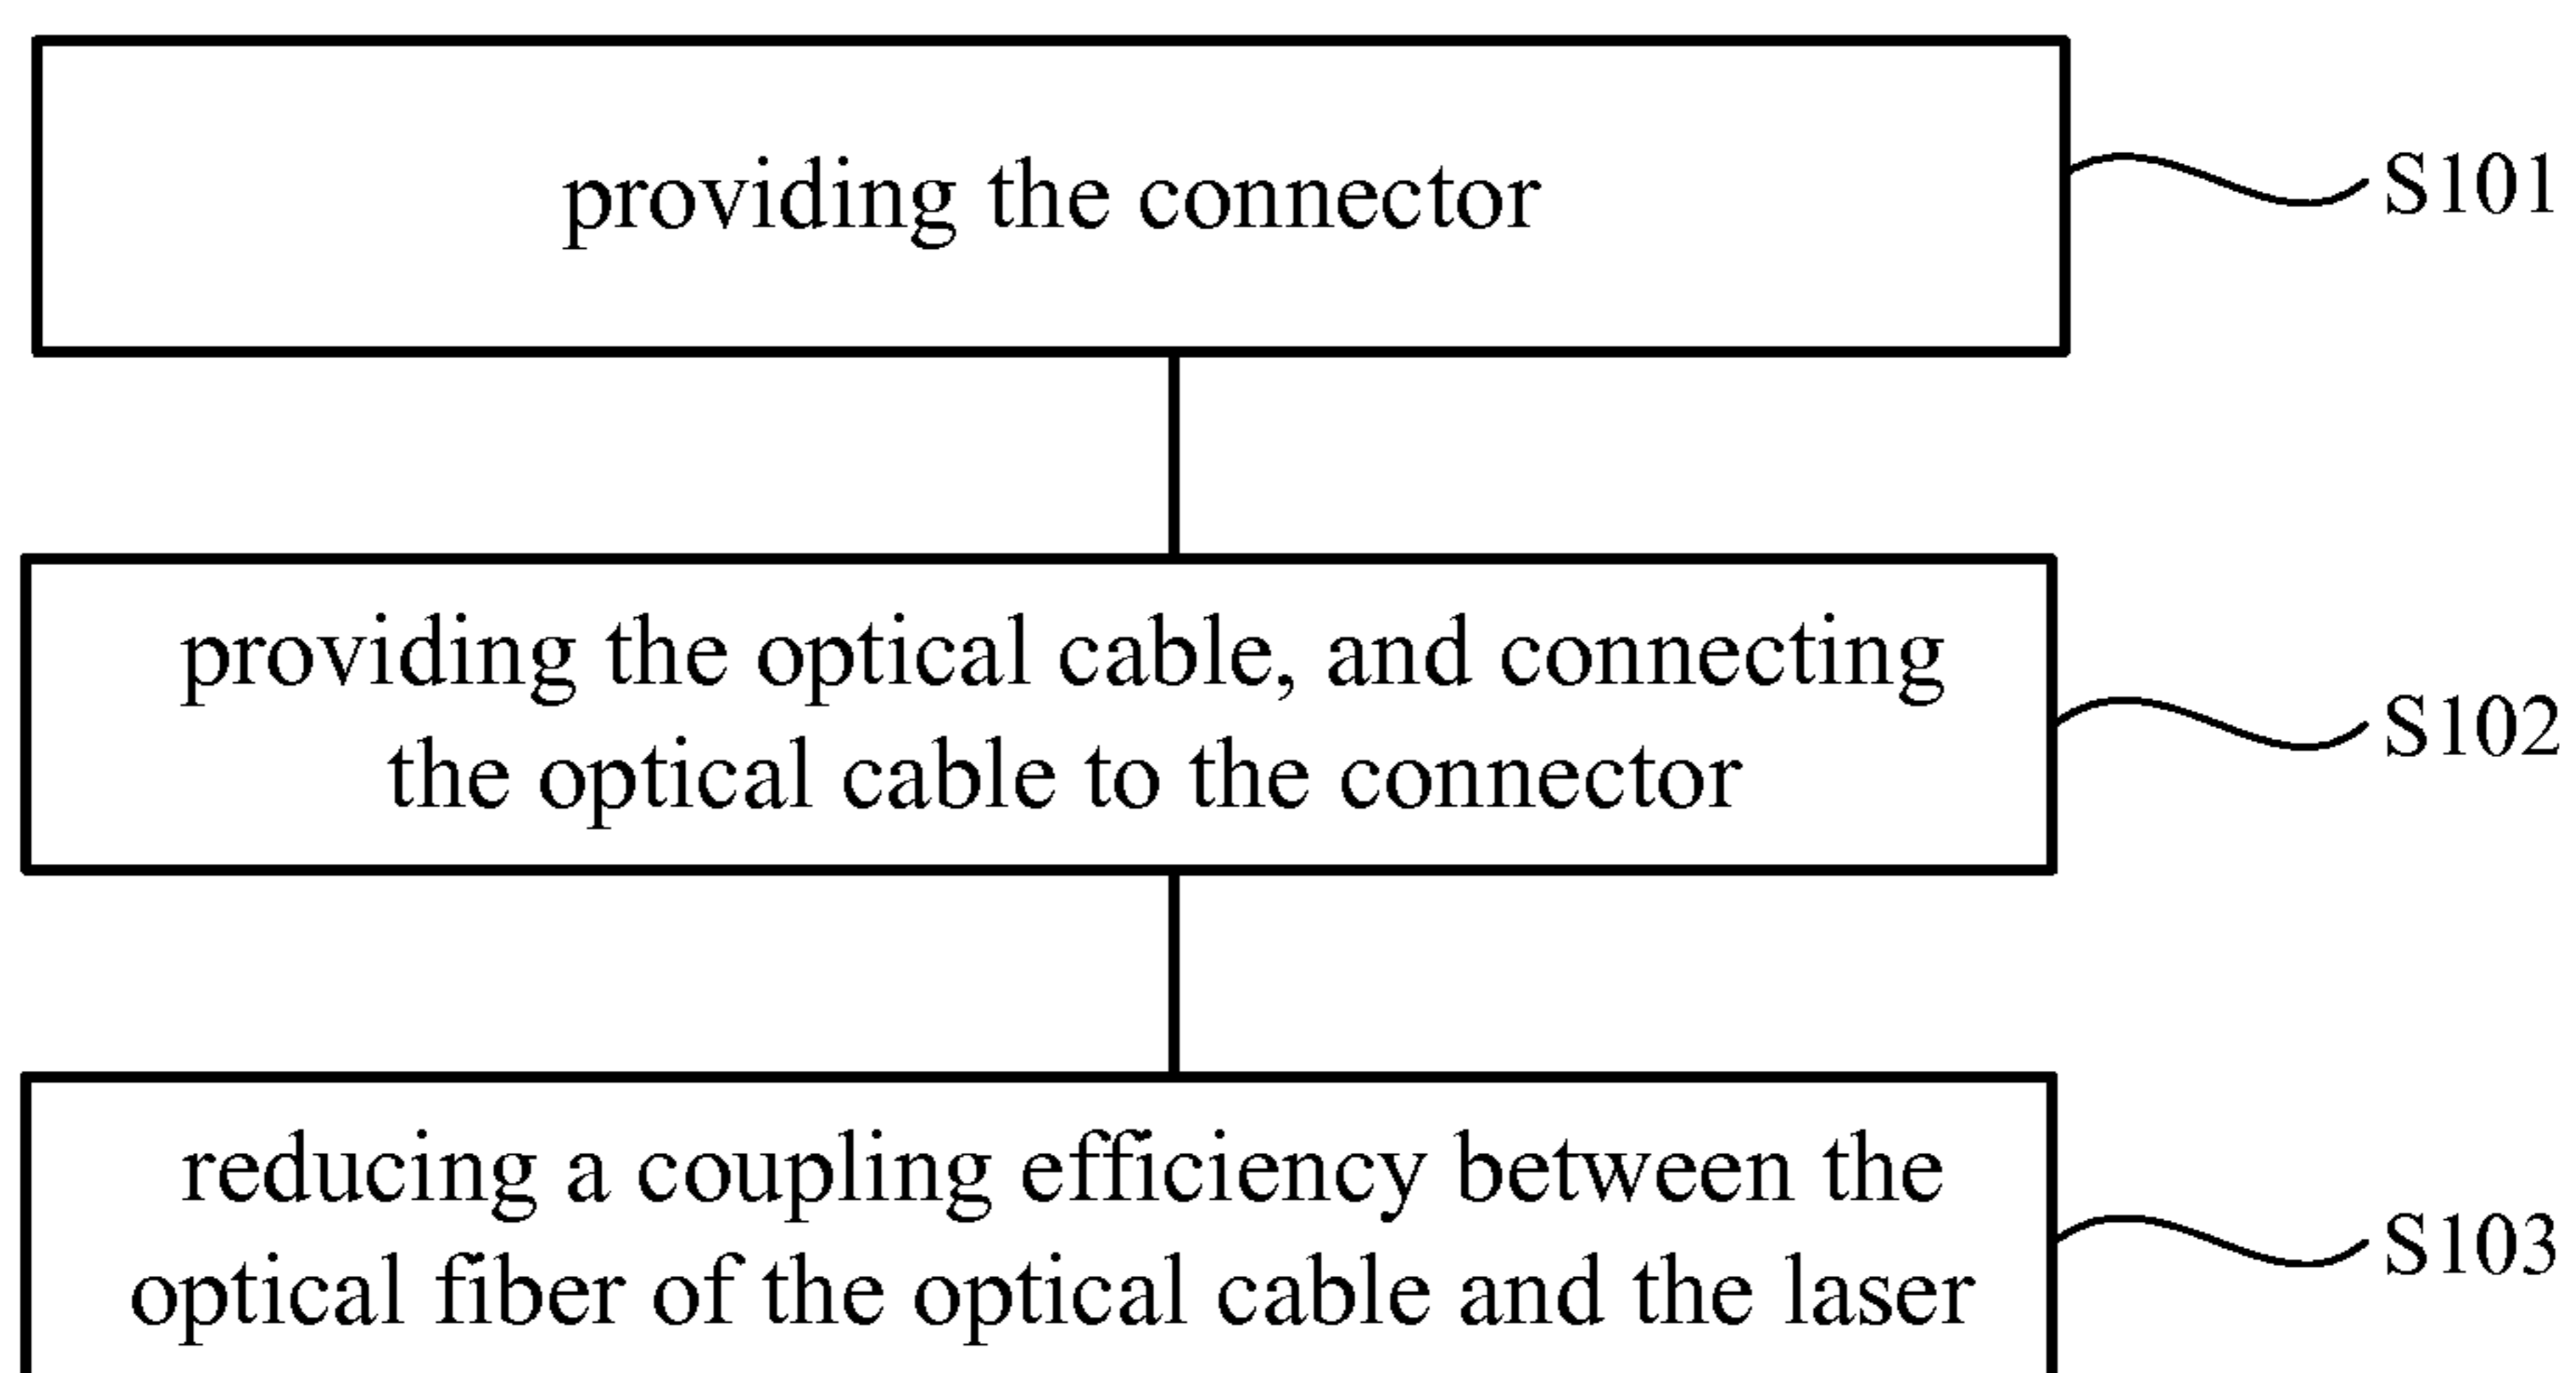 providing the connector
S101
providing the optical cable, and connecting
the optical cable to the connector
S102
reducing a coupling efficiency between the
optical fiber of the optical cable and the laser
S103